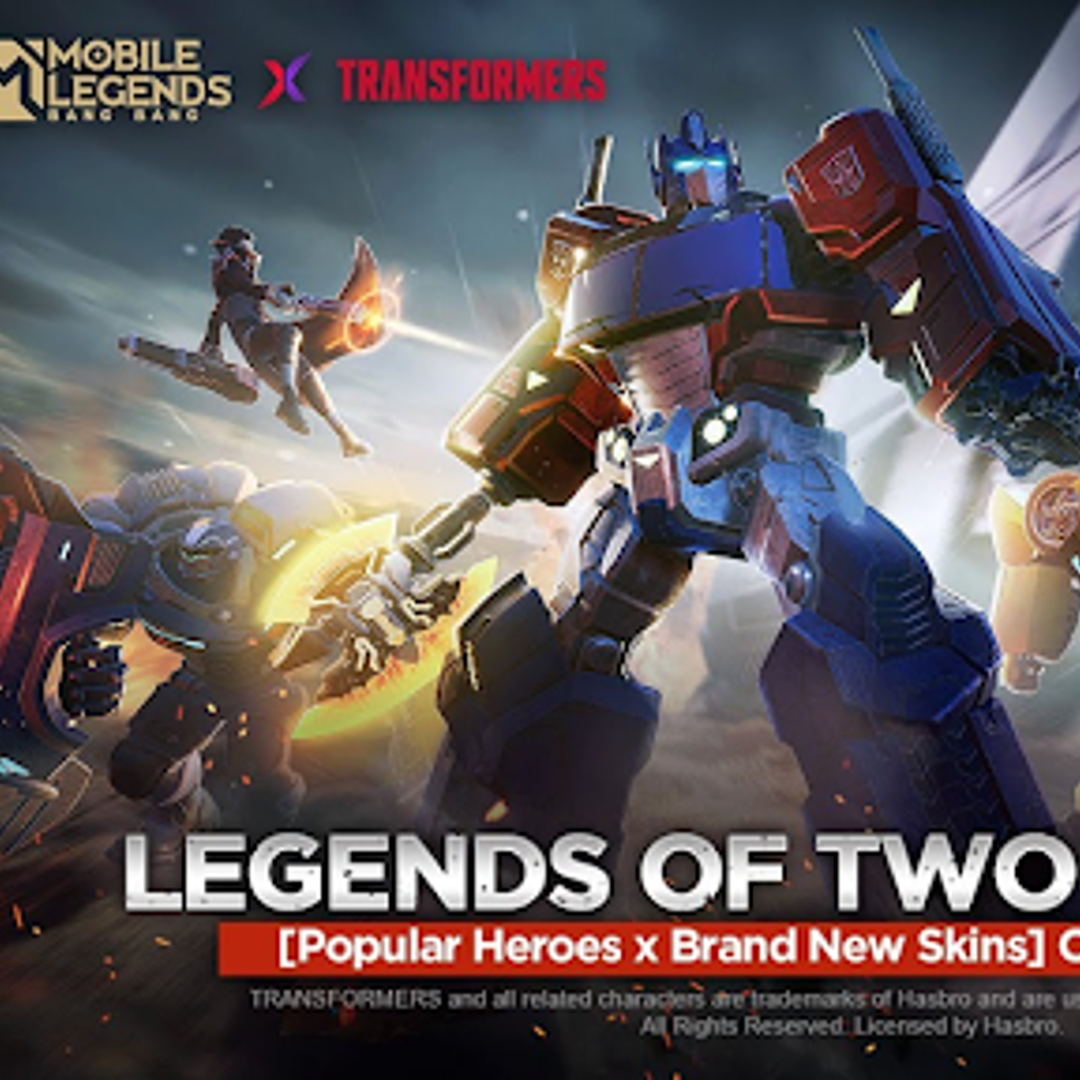 MOBILE
LEGENDS
BANG BANG
TRANSFORMERS
LEGENDS OF TWO
[Popular Heroes x Brand New Skins]
TRANSFORMERS and all related characters are trademarks of Hasbro and are
All Rights Reserved. Licensed by Hasbro.